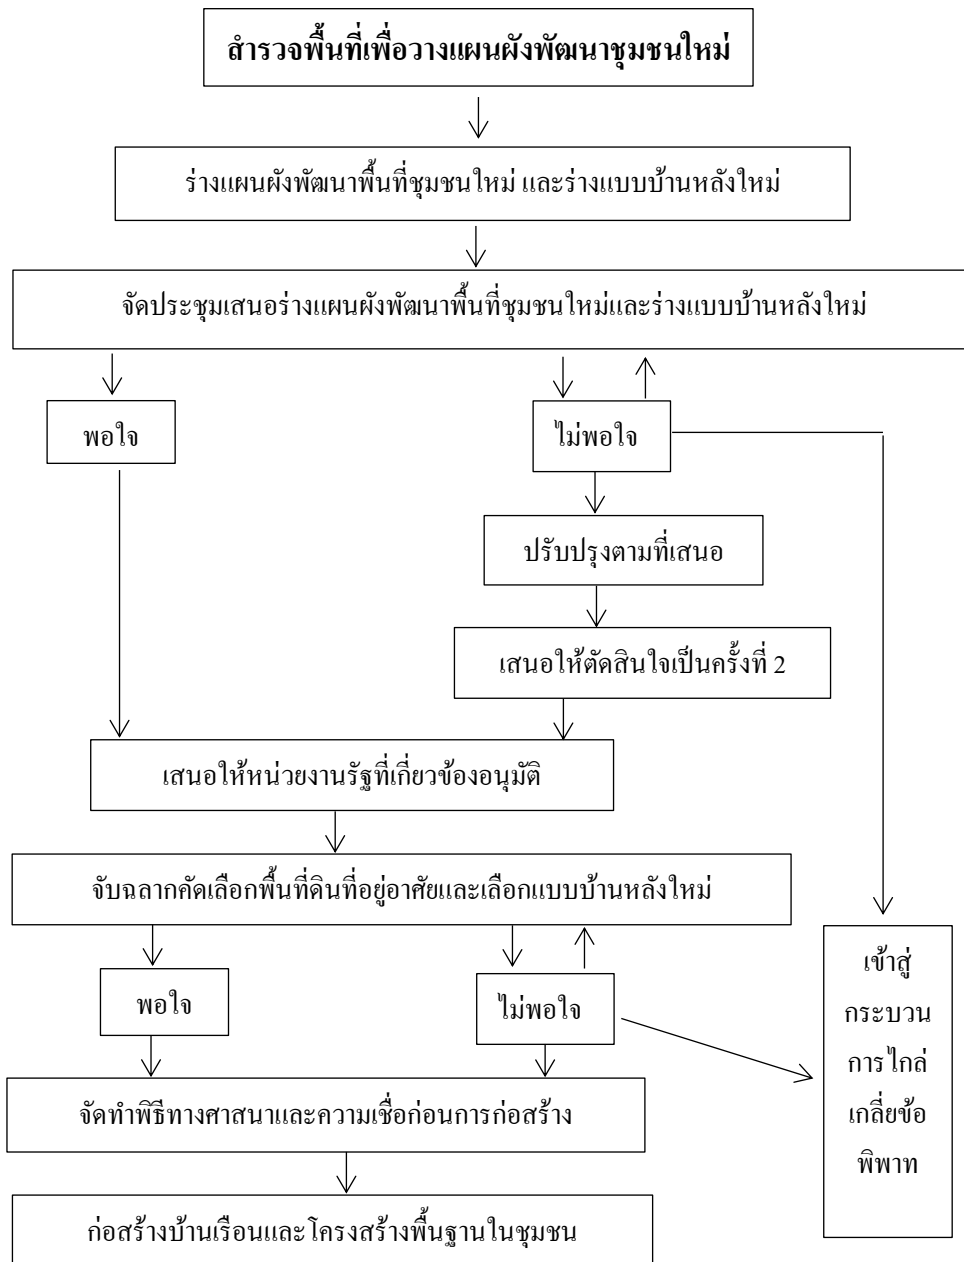 สำรวจพื้นที่เพื่อวางแผนผังพัฒนาชุมชนใหม่
ร่างแผนผังพัฒนาพื้นที่ชุมชนใหม่ และร่างแบบบ้านหลังใหม่
จัดประชุมเสนอร่างแผนผังพัฒนาพื้นที่ชุมชนใหม่และร่างแบบบ้านหลังใหม่
พอใจ
ไม่พอใจ
ปรับปรุงตามที่เสนอ
เสนอให้ตัดสินใจเป็นครั้งที่ 2
เสนอให้หน่วยงานรัฐที่เกี่ยวข้องอนุมัติ
จับฉลากคัดเลือกพื้นที่ดินที่อยู่อาศัยและเลือกแบบบ้านหลังใหม่
พอใจ
ไม่พอใจ
เข้าสู่
กระบวน
การไกล่
เกลี่ยข้อ
พิพาท
จัดทำพิธีทางศาสนาและความเชื่อก่อนการก่อสร้าง
ก่อสร้างบ้านเรือนและโครงสร้างพื้นฐานในชุมชน